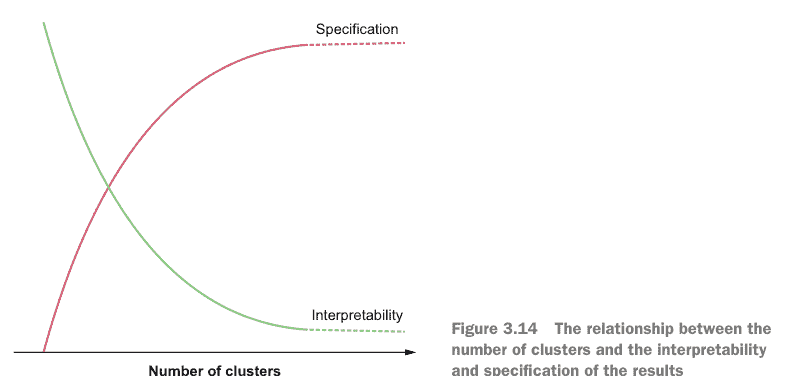 Specification
Interpretability
Number of clusters
Figure 3.14 The relationship between the
number of clusters and the interpretability
and specification of the results